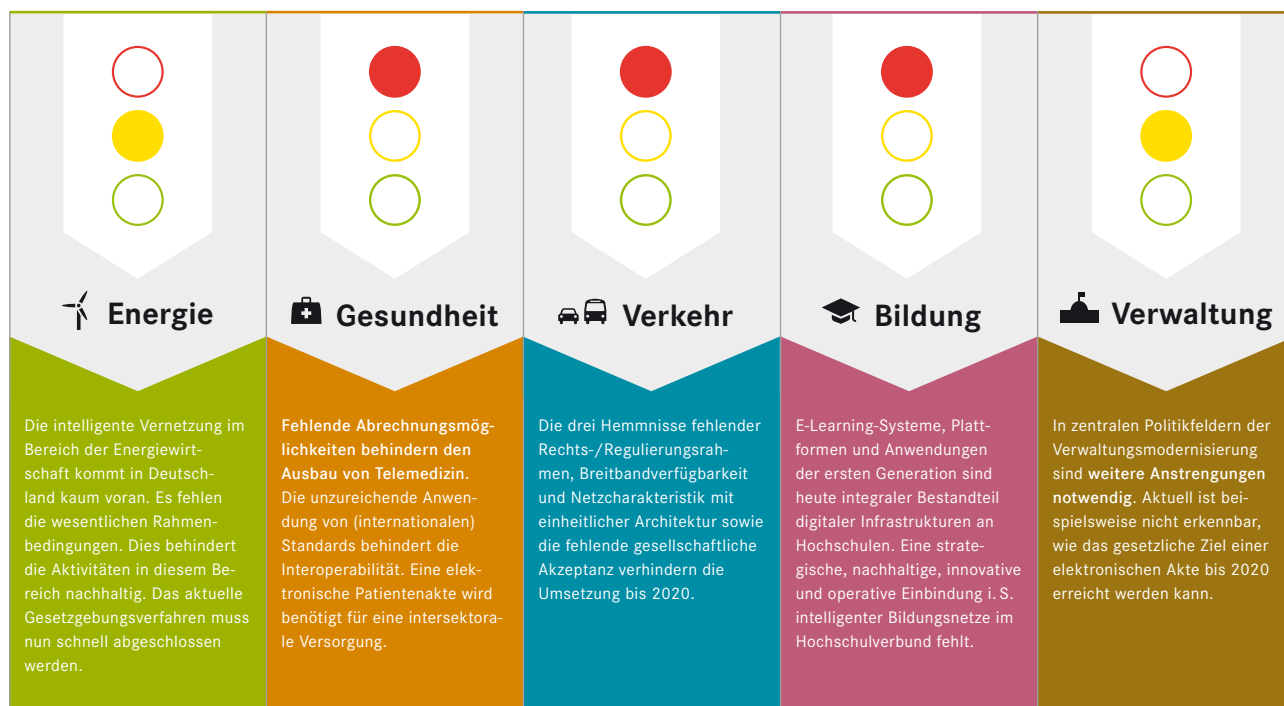 Energie
Die intelligente Vernetzung im
Bereich der Energiewirt-
schaft kommt in Deutsch-
land kaum voran. Es fehlen
die wesentlichen Rahmen-
bedingungen. Dies behindert
die Aktivitäten in diesem Be-
reich nachhaltig. Das aktuelle
Gesetzgebungsverfahren muss
nun schnell abgeschlossen
werden.
Gesundheit
Fehlende Abrechnungsmög-
lichkeiten behindern den
Ausbau von Telemedizin.
Die unzureichende Anwen-
dung von (internationalen)
Standards behindert die
Interoperabilität. Eine elek-
tronische Patientenakte wird
benötigt für eine intersektora-
le Versorgung.
Verkehr
Die drei Hemmnisse fehlender
Rechts-/Regulierungsrah-
men, Breitbandverfügbarkeit
und Netzcharakteristik mit
einheitlicher Architektur sowie
die fehlende gesellschaftliche
Akzeptanz verhindern die
Umsetzung bis 2020.
Bildung
E-Learning-Systeme, Platt-
formen und Anwendungen
der ersten Generation sind
heute integraler Bestandteil
digitaler Infrastrukturen an
Hochschulen. Eine strate-
gische, nachhaltige, innovative
und operative Einbindung i. S.
intelligenter Bildungsnetze im
Hochschulverbund fehlt.
Verwaltung
In zentralen Politikfeldern der
Verwaltungsmodernisierung
sind weitere Anstrengungen
notwendig. Aktuell ist bei-
spielsweise nicht erkennbar,
wie das gesetzliche Ziel einer
elektronischen Akte bis 2020
erreicht werden kann.